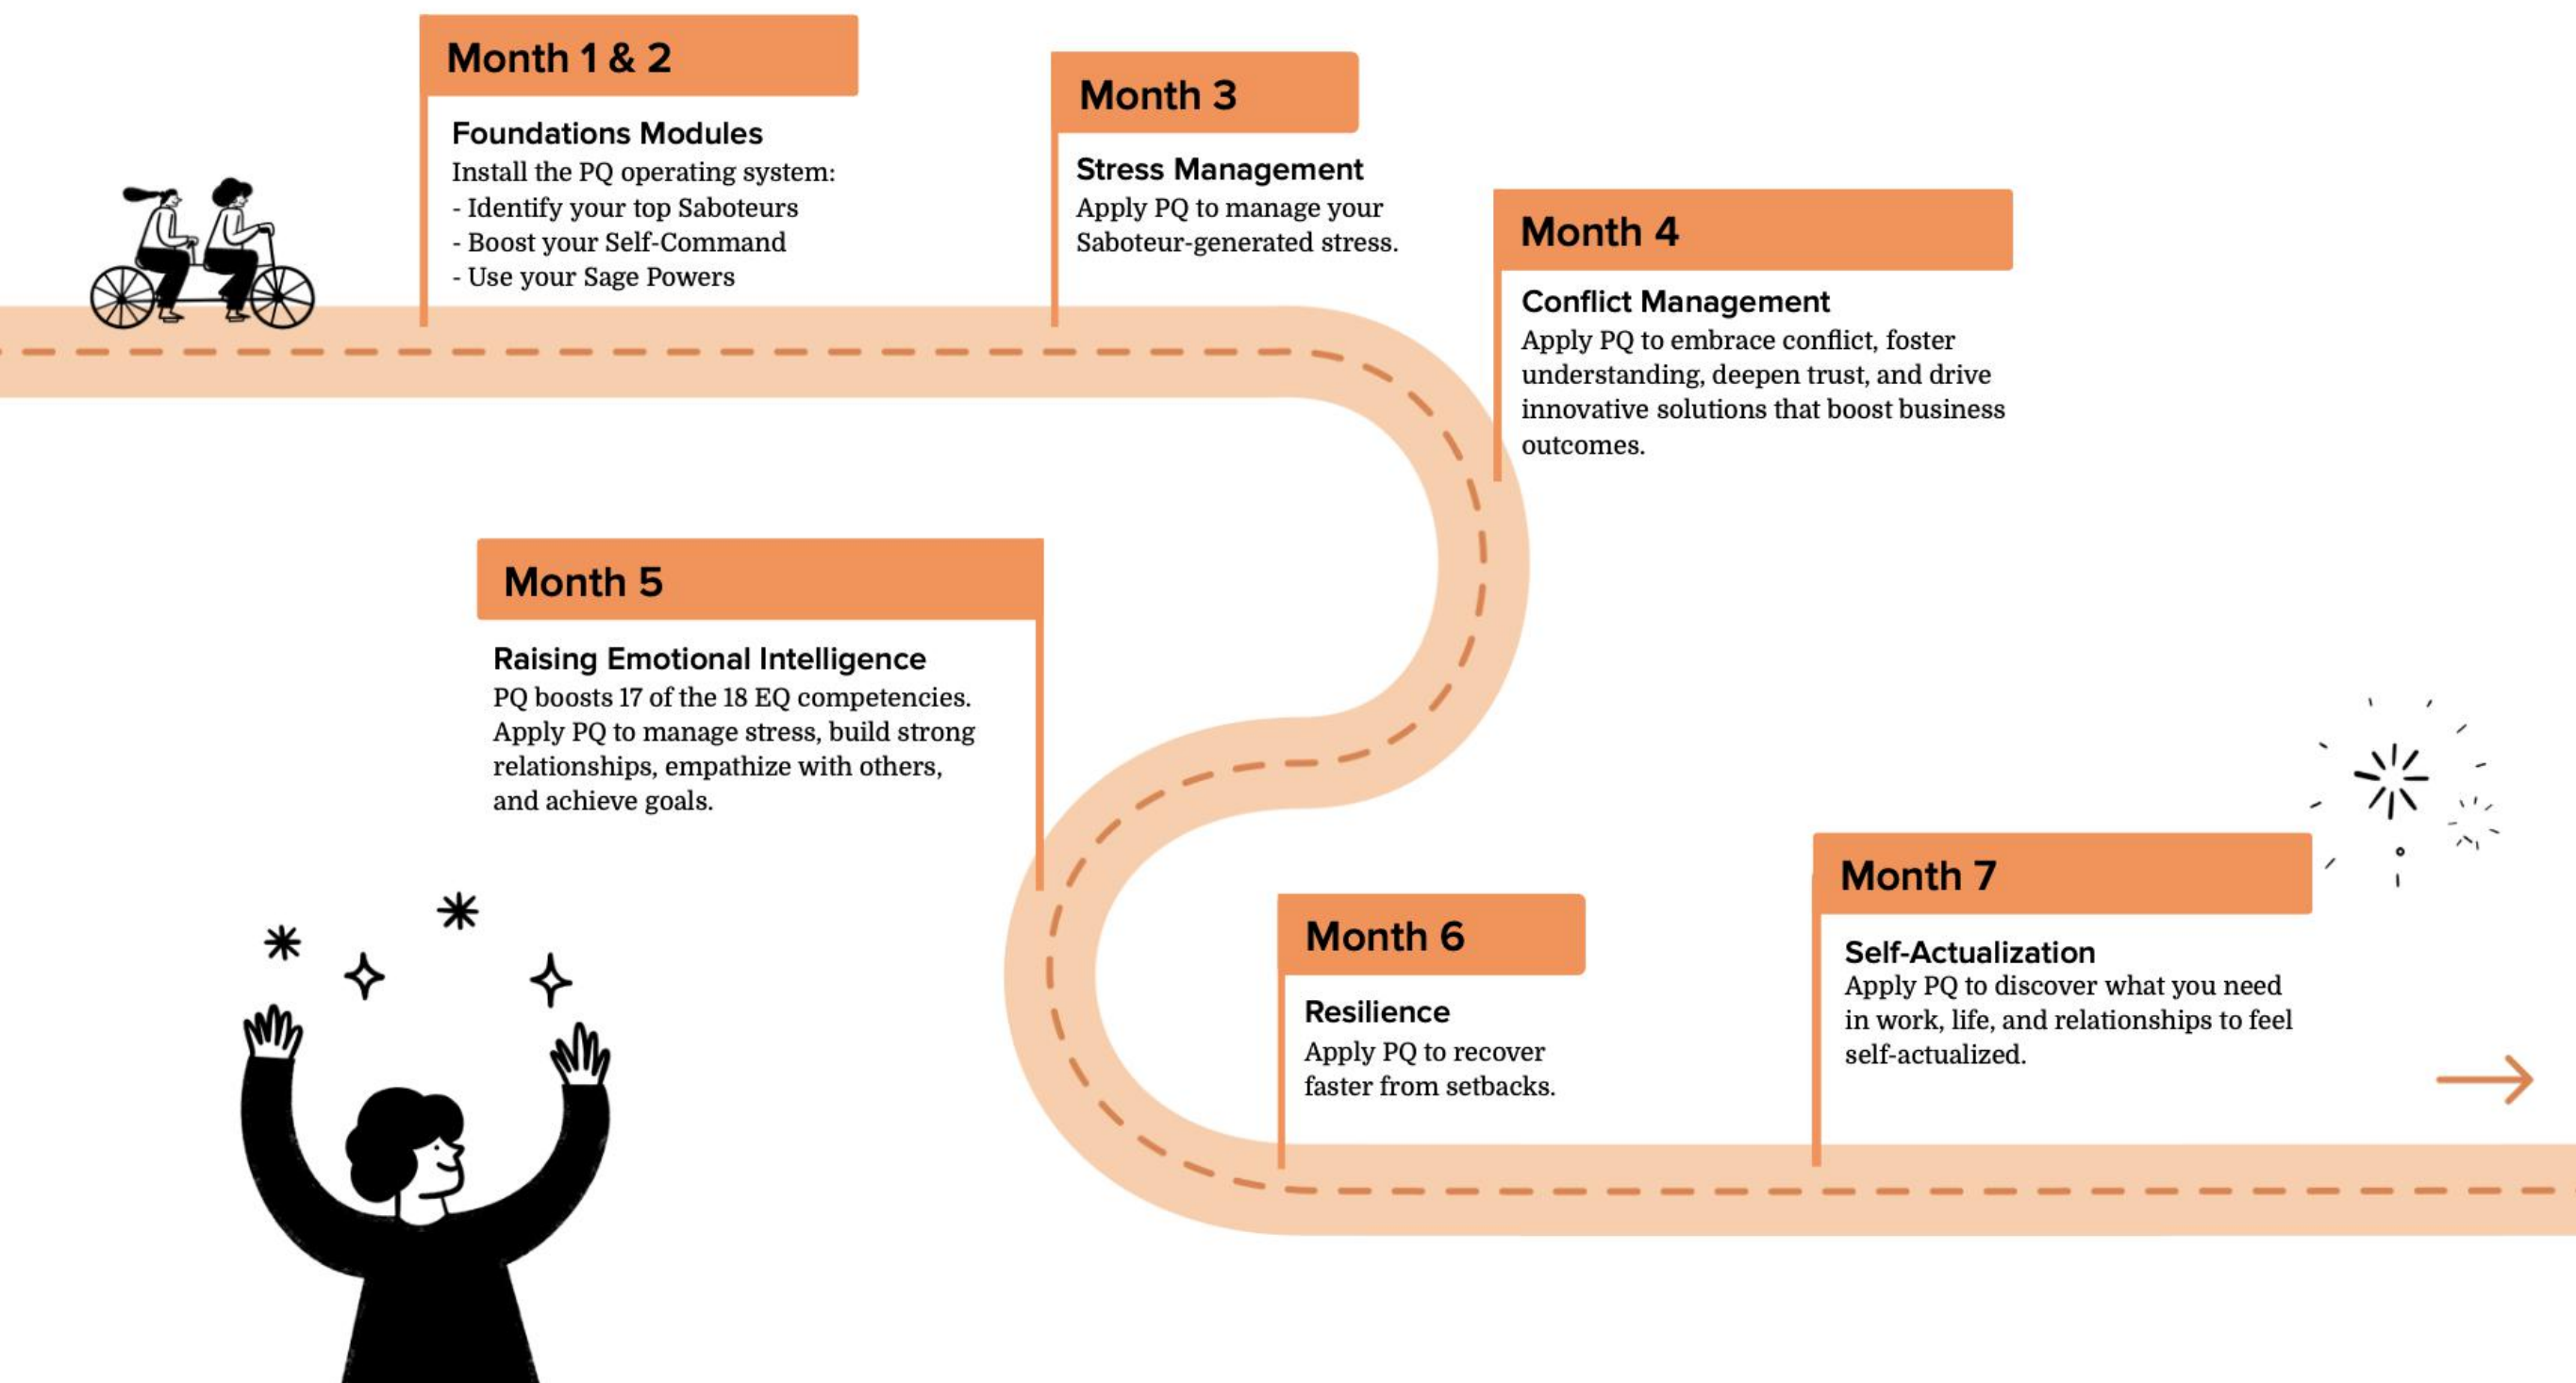 Month 1 & 2
Foundations Modules
Install the PQ operating system:
- Identify your top Saboteurs
- Boost your Self-Command
- Use your Sage Powers
Month 3
Stress Management
Apply PQ to manage your
Saboteur-generated stress.
Month 4
Conflict Management
Apply PQ to embrace conflict, foster
understanding, deepen trust, and drive
innovative solutions that boost business
outcomes.
Month 5
Raising Emotional Intelligence
PQ boosts 17 of the 18 EQ competencies.
Apply PQ to manage stress, build strong
relationships, empathize with others,
and achieve goals.
Month 6
Resilience
Apply PQ to recover
faster from setbacks.
Month 7
Self-Actualization
Apply PQ to discover what you need
in work, life, and relationships to feel
self-actualized.